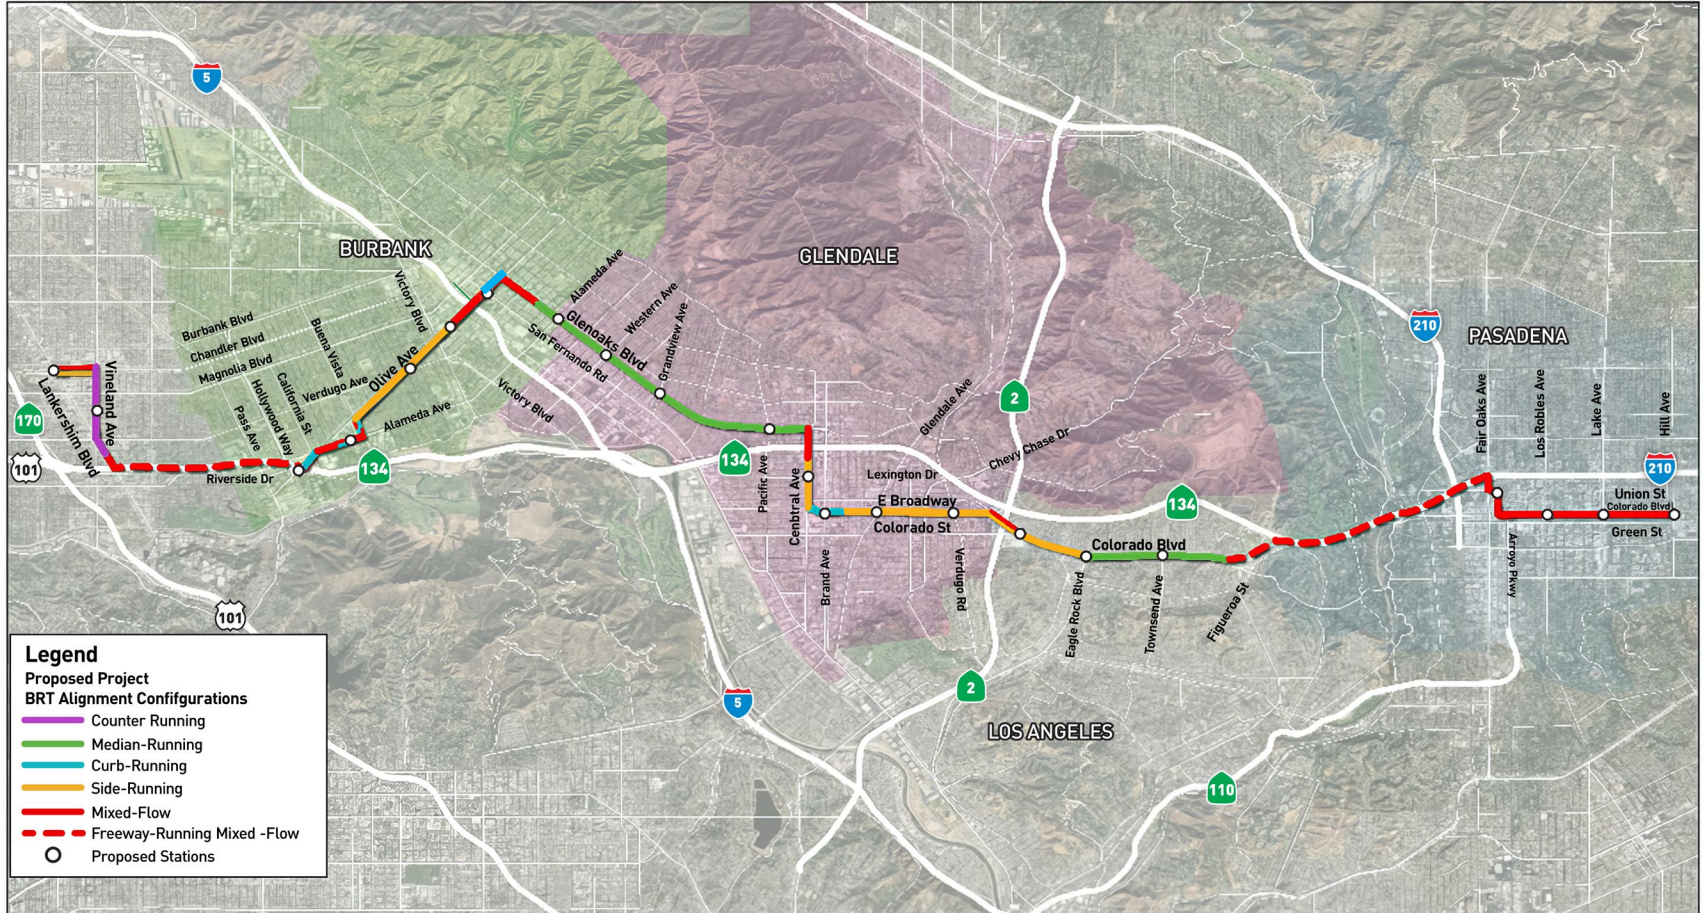 5
BURBANK
GLENDALE
Alameda Ave
Western Ave
Grandview Ave
Victory Blvd
Glenoaks Blvd
San Fernando Rd
Burbank Blvd
Chandler Blvd
Magnolia Blvd
Buena Vista
Olive Ave
Verdugo Ave
California St
Hollywood Way
Pass Ave
Alameda Ave
Victory Blvd
Vineland Ave
Lankershim Blvd
170
101
Riverside Dr
134
134
2
210
PASADENA
Glendale Ave
Chevy Chase Dr
Pacific Ave
Cenbtral Ave
Lexington Dr
E Broadway
Colorado St
Brand Ave
Verdugo Rd
134
Colorado Blvd
Eagle Rock Blvd
Townsend Ave
Figueroa St
Fair Oaks Ave
Los Robles Ave
Lake Ave
Hill Ave
210
Union St
Colorado Blvd
Green St
Arroyo Pkwy
101
5
2
LOS ANGELES
110
Legend
Proposed Project
BRT Alignment Confifgurations
Counter Running
Median-Running
Curb-Running
Side-Running
Mixed-Flow
Freeway-Running Mixed -Flow
Proposed Stations